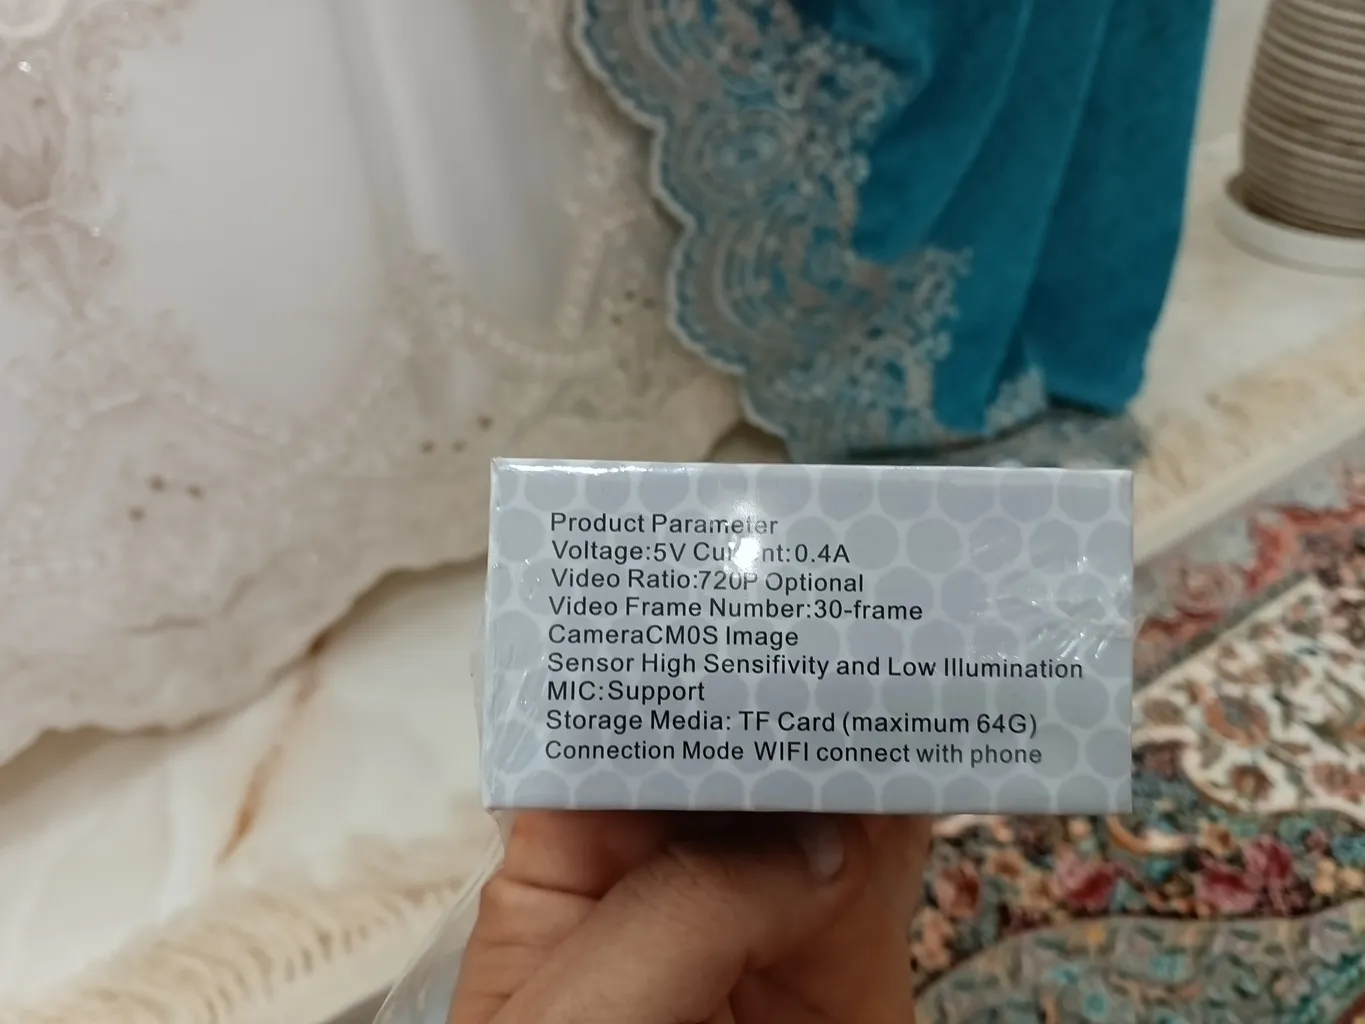 Product Parameter
Voltage:5V Current:0.4A
Video Ratio:720P Optional
Video Frame Number:30-frame
CameraCM0S Image
Sensor High Sensifivity and Low Illumination
MIC:Support
Storage Media: TF Card (maximum 64G)
Connection Mode WIFI connect with phone